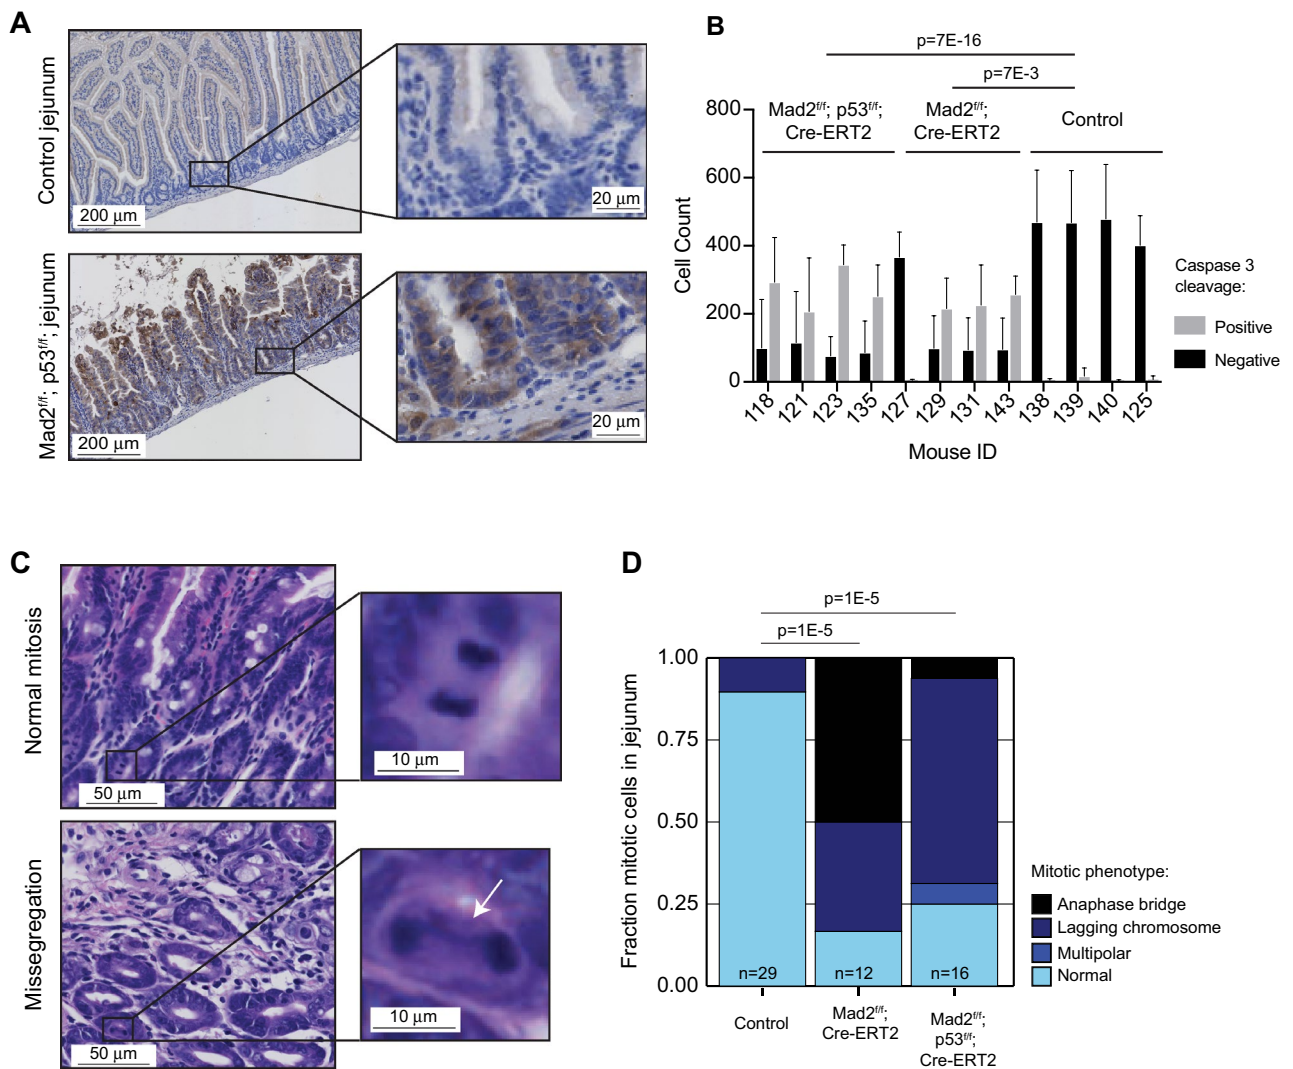 A
Control jejunum
200 µm
20 µm
Mad2f/f; p53f/f; jejunum
200 µm
20 µm
B
p=7E-16
p=7E-3
Mad2f/f; p53f/f;
Cre-ERT2
Mad2f/f;
Cre-ERT2
Control
Cell Count
800
600
400
200
0
118
121
123
135
127
129
131
143
138
139
140
125
Mouse ID
Caspase 3
cleavage:
Positive
Negative
C
Normal mitosis
50 µm
10 µm
Missegregation
50 µm
10 µm
D
p=1E-5
p=1E-5
Fraction mitotic cells in jejunum
1.00
0.75
0.50
0.25
0.00
n=29
n=12
n=16
Control
Mad2f/f;
Cre-ERT2
Mad2f/f;
p53f/f;
Cre-ERT2
Mitotic phenotype:
Anaphase bridge
Lagging chromosome
Multipolar
Normal